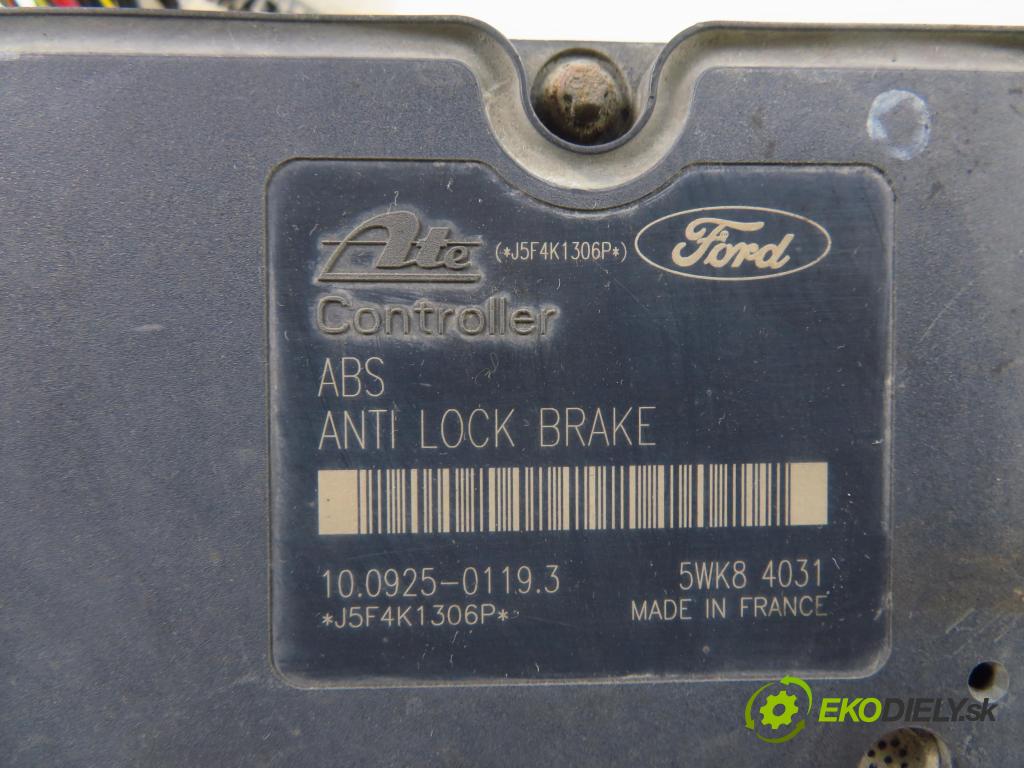 Ate (*J5F4K1306P*) Ford
Controller
ABS
ANTI LOCK BRAKE
10.0925-0119.3 5WK8 4031
*J5F4K1306P* MADE IN FRANCE
EKODIELY.sk